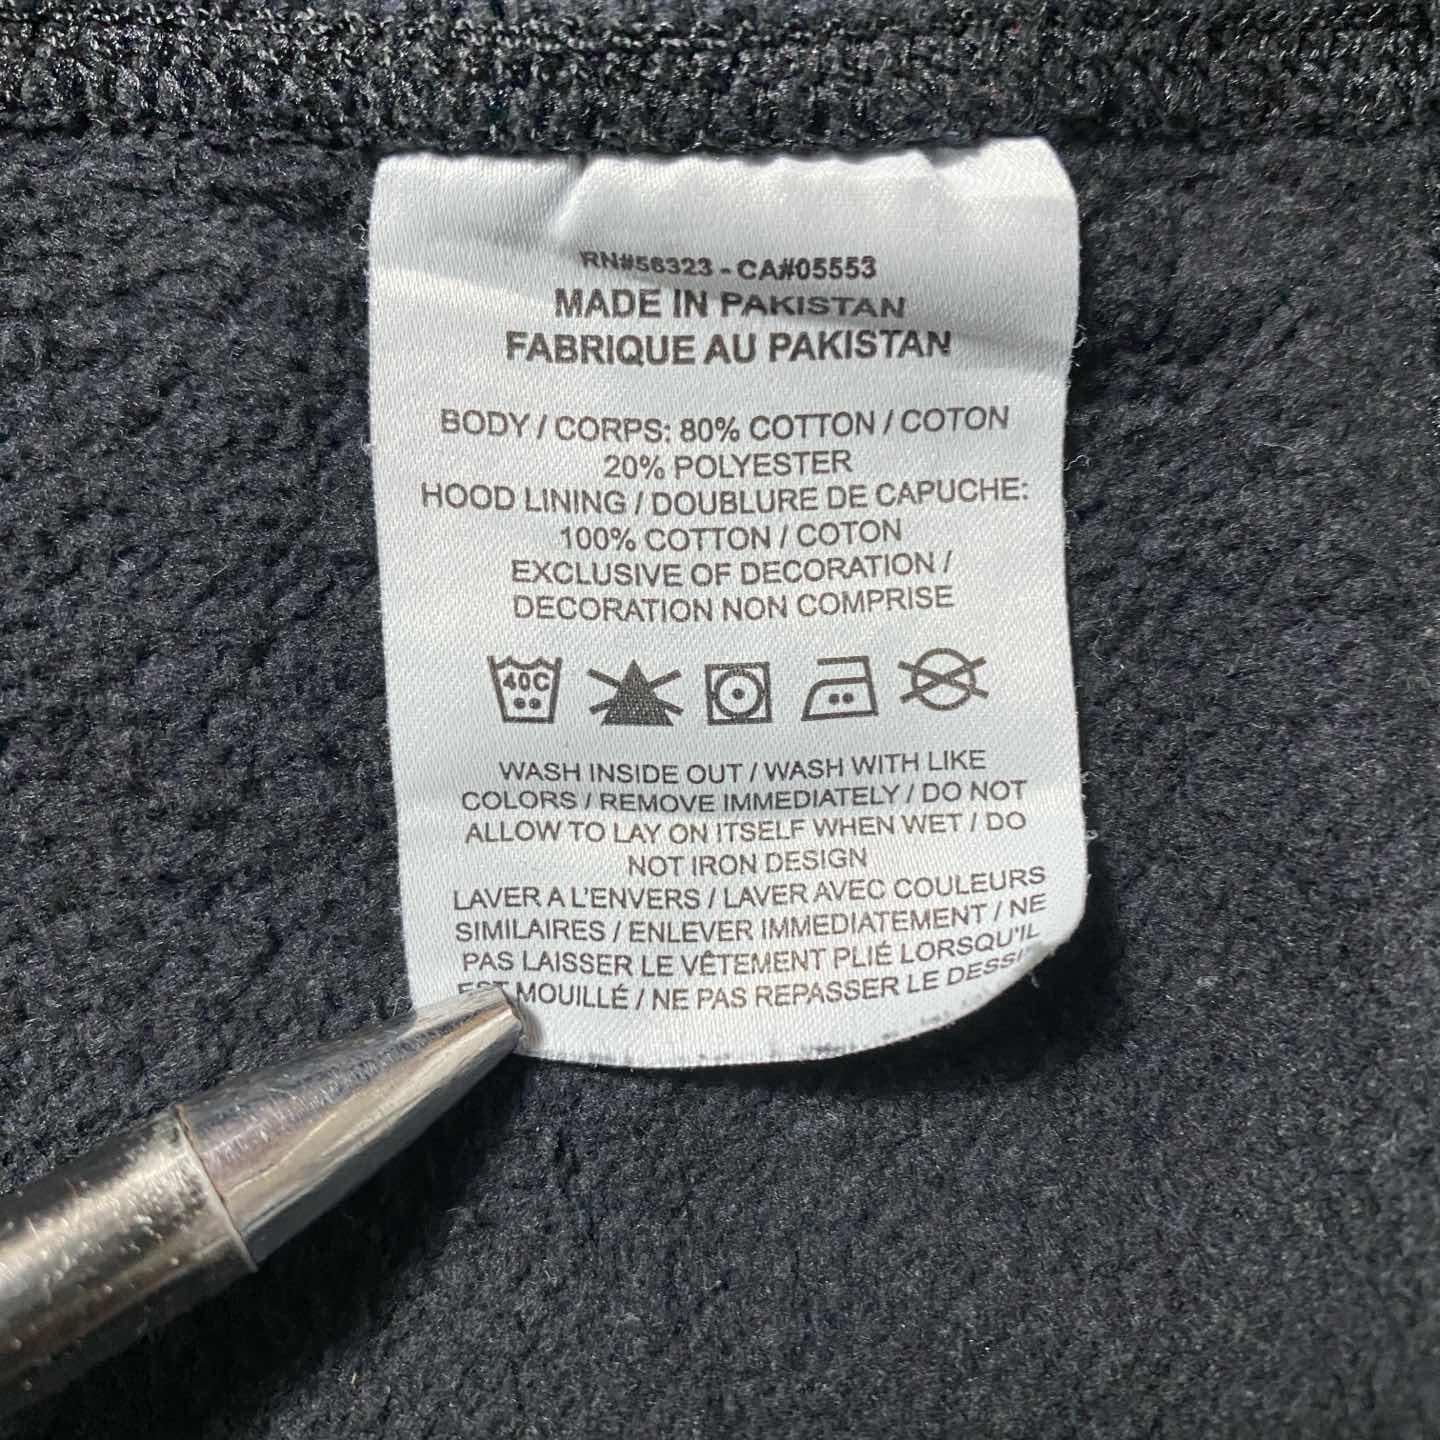 RN#56323 - CA#05553
MADE IN PAKISTAN
FABRIQUE AU PAKISTAN
BODY / CORPS: 80% COTTON / COTON
20% POLYESTER
HOOD LINING / DOUBLURE DE CAPUCHE:
100% COTTON / COTON
EXCLUSIVE OF DECORATION /
DECORATION NON COMPRISE
40C
WASH INSIDE OUT / WASH WITH LIKE
COLORS / REMOVE IMMEDIATELY / DO NOT
ALLOW TO LAY ON ITSELF WHEN WET / DO
NOT IRON DESIGN
LAVER A L'ENVERS / LAVER AVEC COULEURS
SIMILAIRES / ENLEVER IMMEDIATEMENT / NE
PAS LAISSER LE VÊTEMENT PLIÉ LORSQU'IL
EST MOUILLÉ / NE PAS REPASSER LE DESSIN